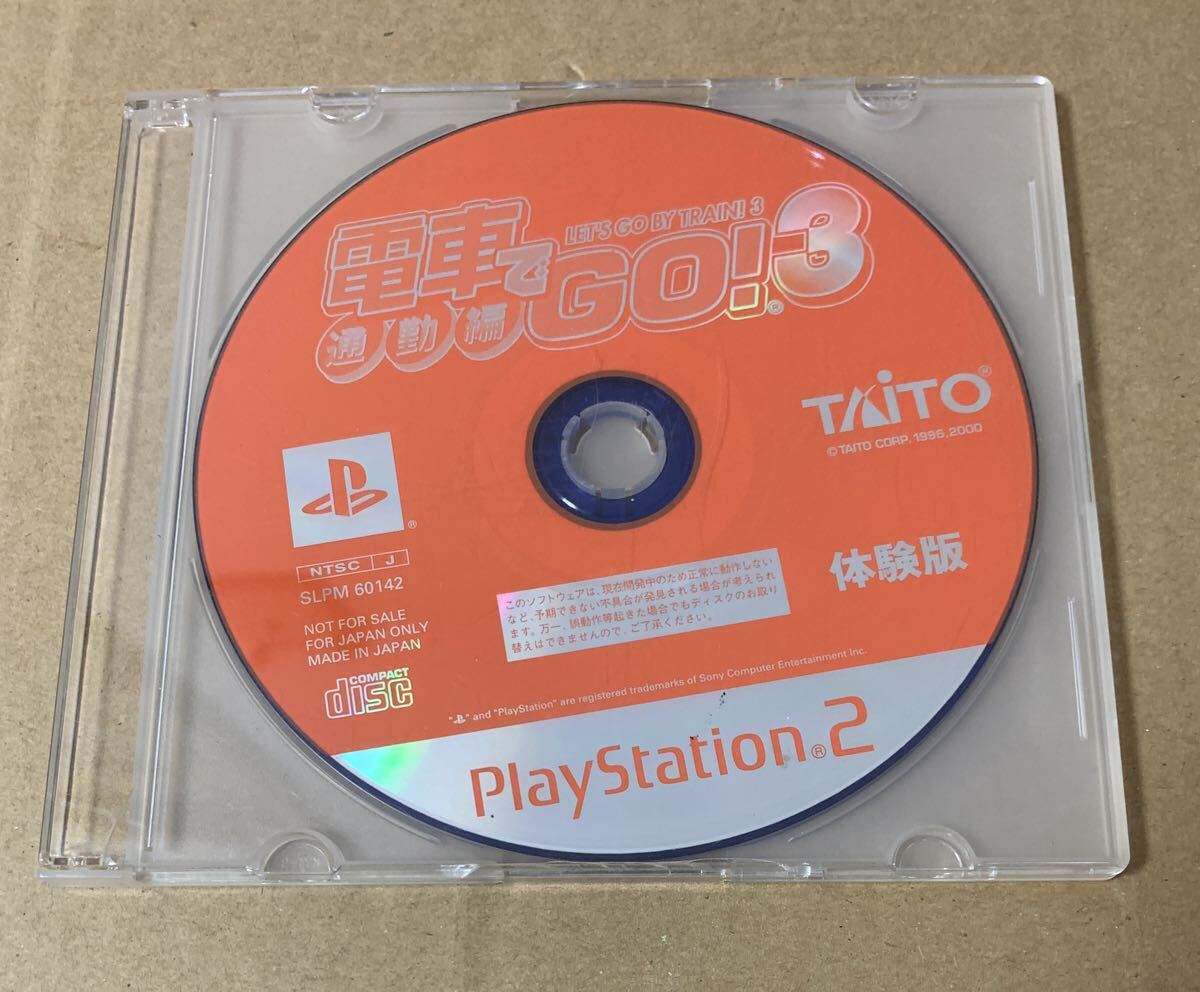 LET'S GO BY TRAIN! 3
電車でGO!3®
通勤編
TAiTO®
© TAITO CORP. 1996,2000
®
NTSC J
SLPM 60142
NOT FOR SALE
FOR JAPAN ONLY
MADE IN JAPAN
COMPACT
disc
体験版
このソフトウェアは、現在開発中のため正常に動作しない
など、予期できない不具合が発見される場合が考えられ
ます。万一、誤動作等起きた場合でもディスクのお取り
替えはできませんので、ご了承ください。
" " and "PlayStation" are registered trademarks of Sony Computer Entertainment Inc.
PlayStation®2